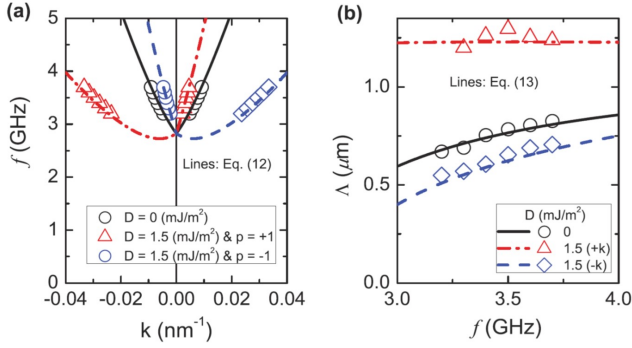 (a)
5
4
3
2
1
0
f (GHz)
Lines: Eq. (12)
D = 0 (mJ/m²)
D = 1.5 (mJ/m²) & p = +1
D = 1.5 (mJ/m²) & p = -1
-0.04 -0.02 0.00 0.02 0.04
k (nm⁻¹)
(b)
1.0
0.5
0.0
Λ (μm)
Lines: Eq. (13)
D (mJ/m²)
0
1.5 (+k)
1.5 (-k)
3.0 3.5 4.0
f (GHz)